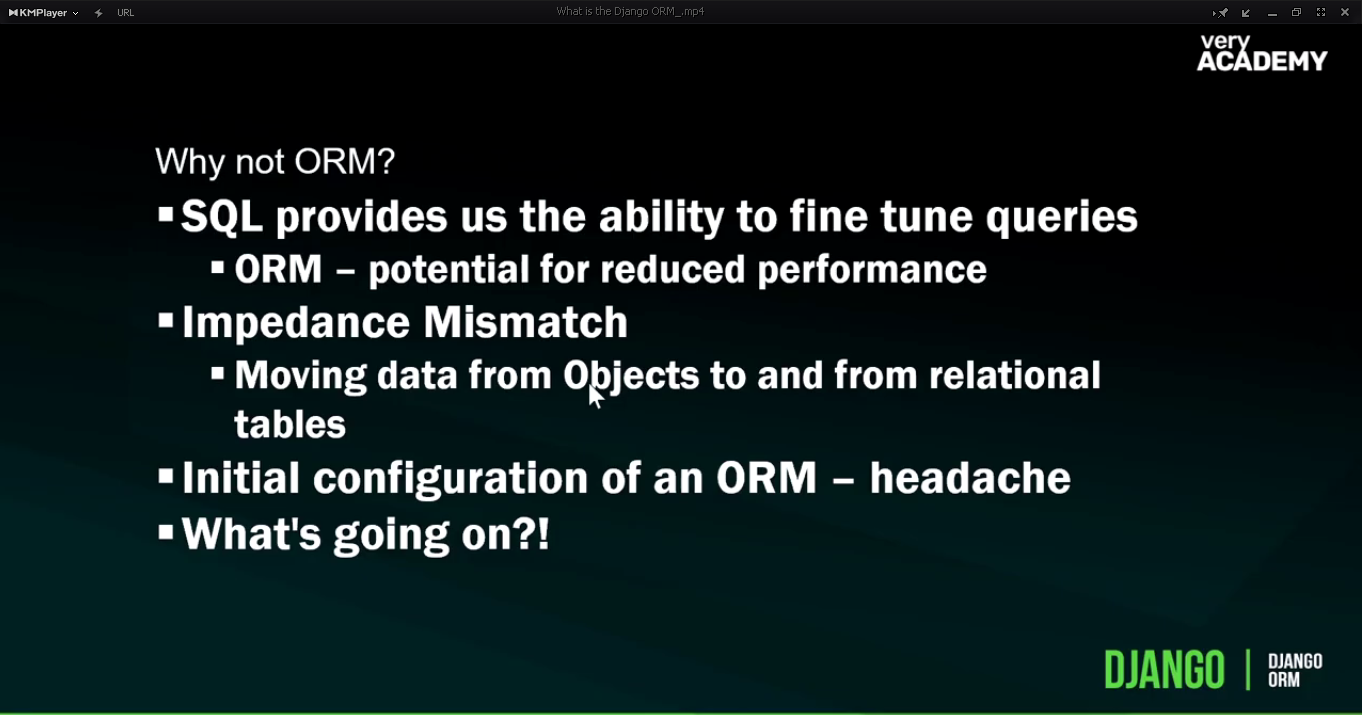 KMPlayer
URL
What is the Django ORM_.mp4
very
ACADEMY
Why not ORM?
SQL provides us the ability to fine tune queries
ORM – potential for reduced performance
Impedance Mismatch
Moving data from Objects to and from relational
tables
Initial configuration of an ORM – headache
What's going on?!
DJANGO
DJANGO
ORM